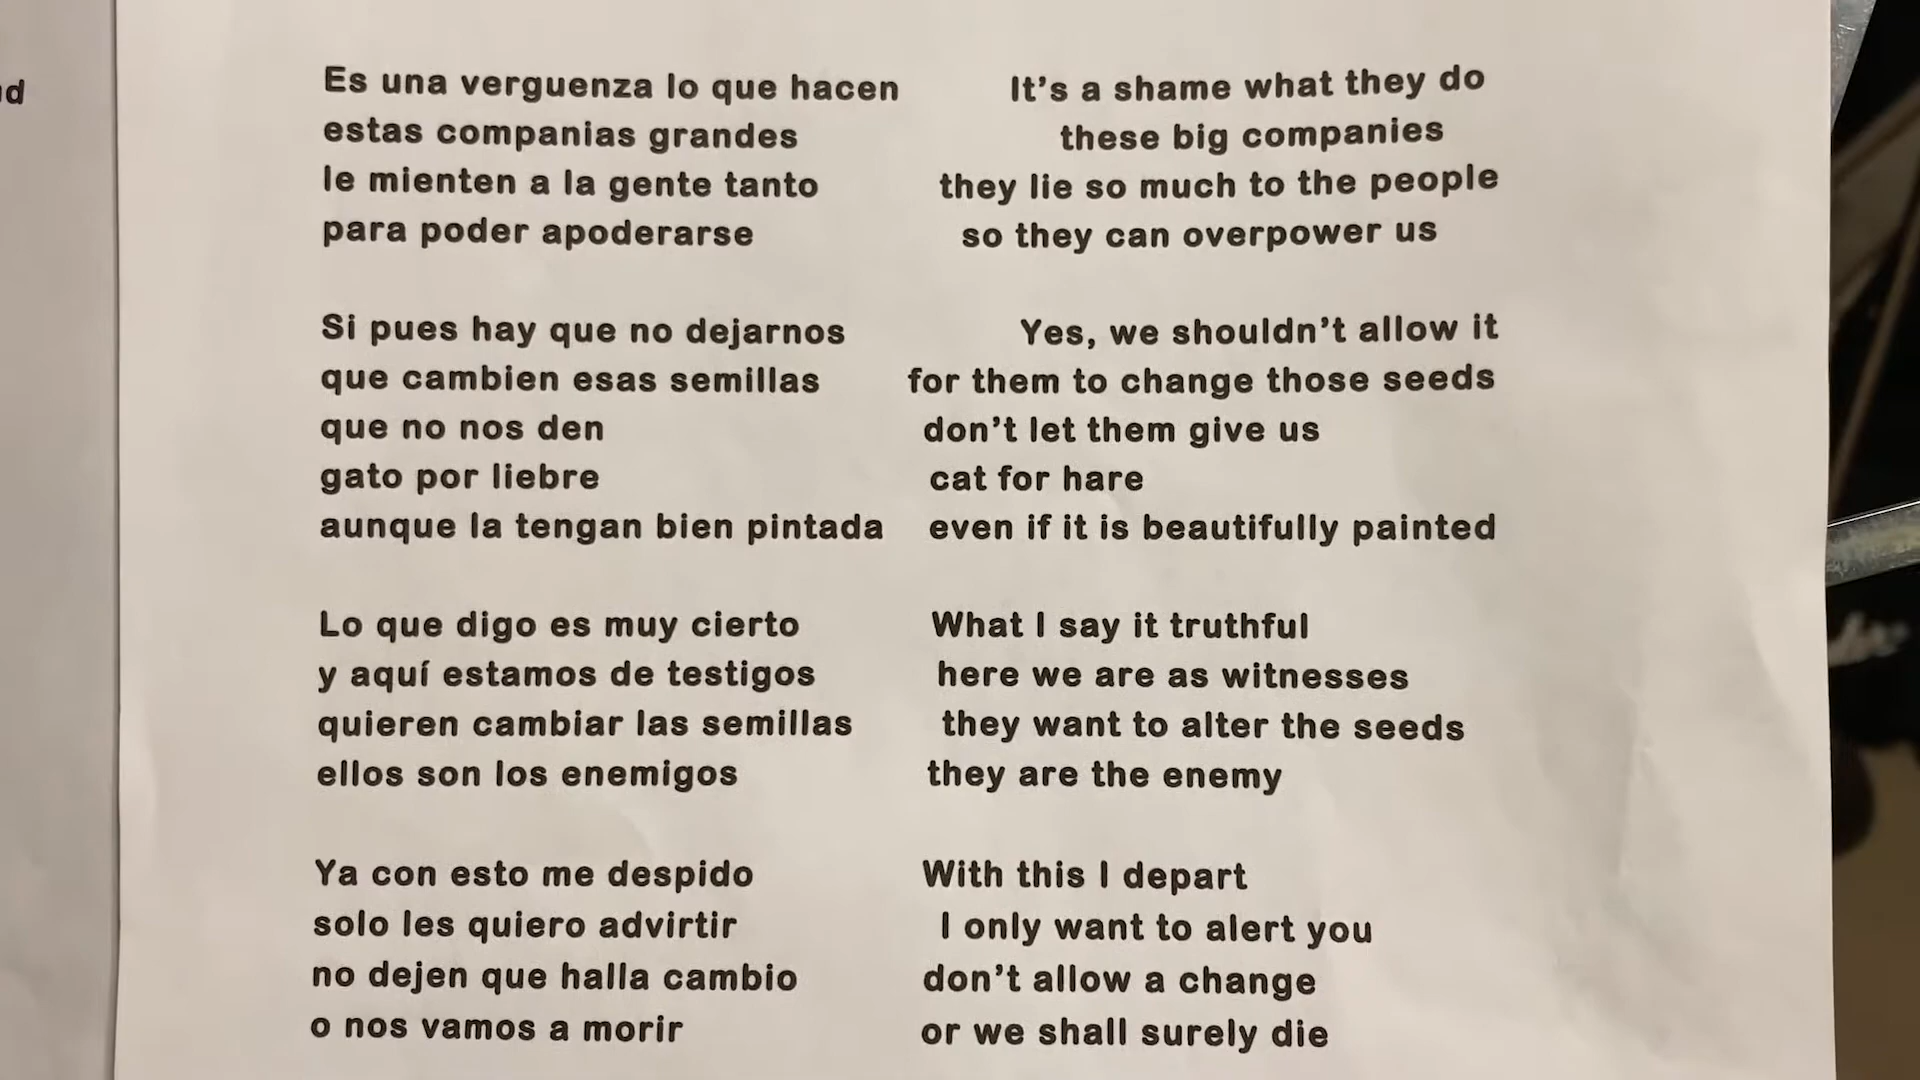 Es una verguenza lo que hacen
estas companias grandes
le mienten a la gente tanto
para poder apoderarse
Si pues hay que no dejarnos
que cambien esas semillas
que no nos den
gato por liebre
aunque la tengan bien pintada
Lo que digo es muy cierto
y aquí estamos de testigos
quieren cambiar las semillas
ellos son los enemigos
Ya con esto me despido
solo les quiero advirtir
no dejen que halla cambio
o nos vamos a morir
It's a shame what they do
these big companies
they lie so much to the people
so they can overpower us
Yes, we shouldn't allow it
for them to change those seeds
don't let them give us
cat for hare
even if it is beautifully painted
What I say it truthful
here we are as witnesses
they want to alter the seeds
they are the enemy
With this I depart
I only want to alert you
don't allow a change
or we shall surely die